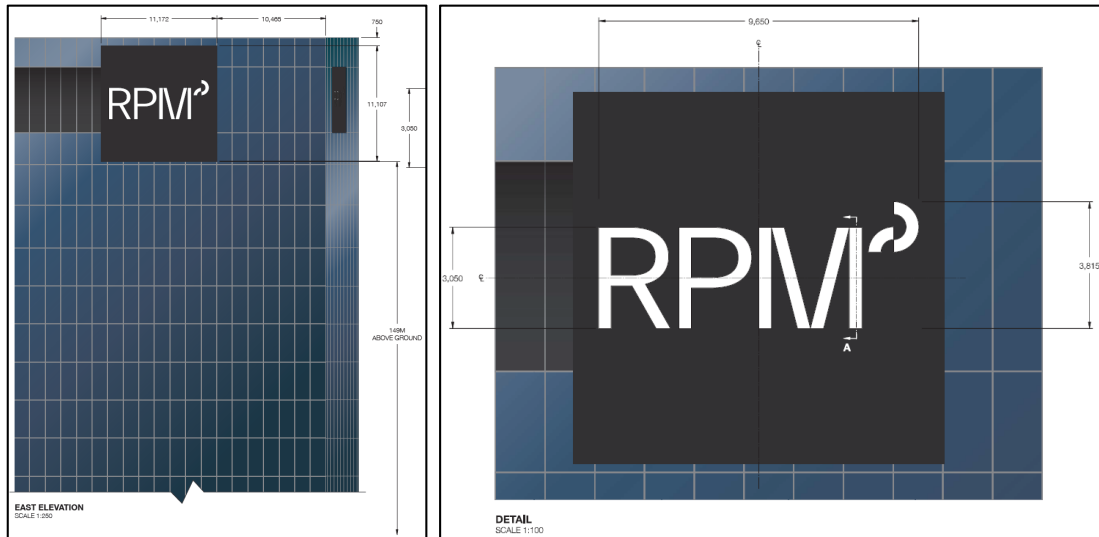 11,172
10,465
750
RPM
11,107
3,050
149M
ABOVE GROUND
EAST ELEVATION
SCALE 1:250
9,650
RPM
3,050
3,815
A
DETAIL
SCALE 1:100